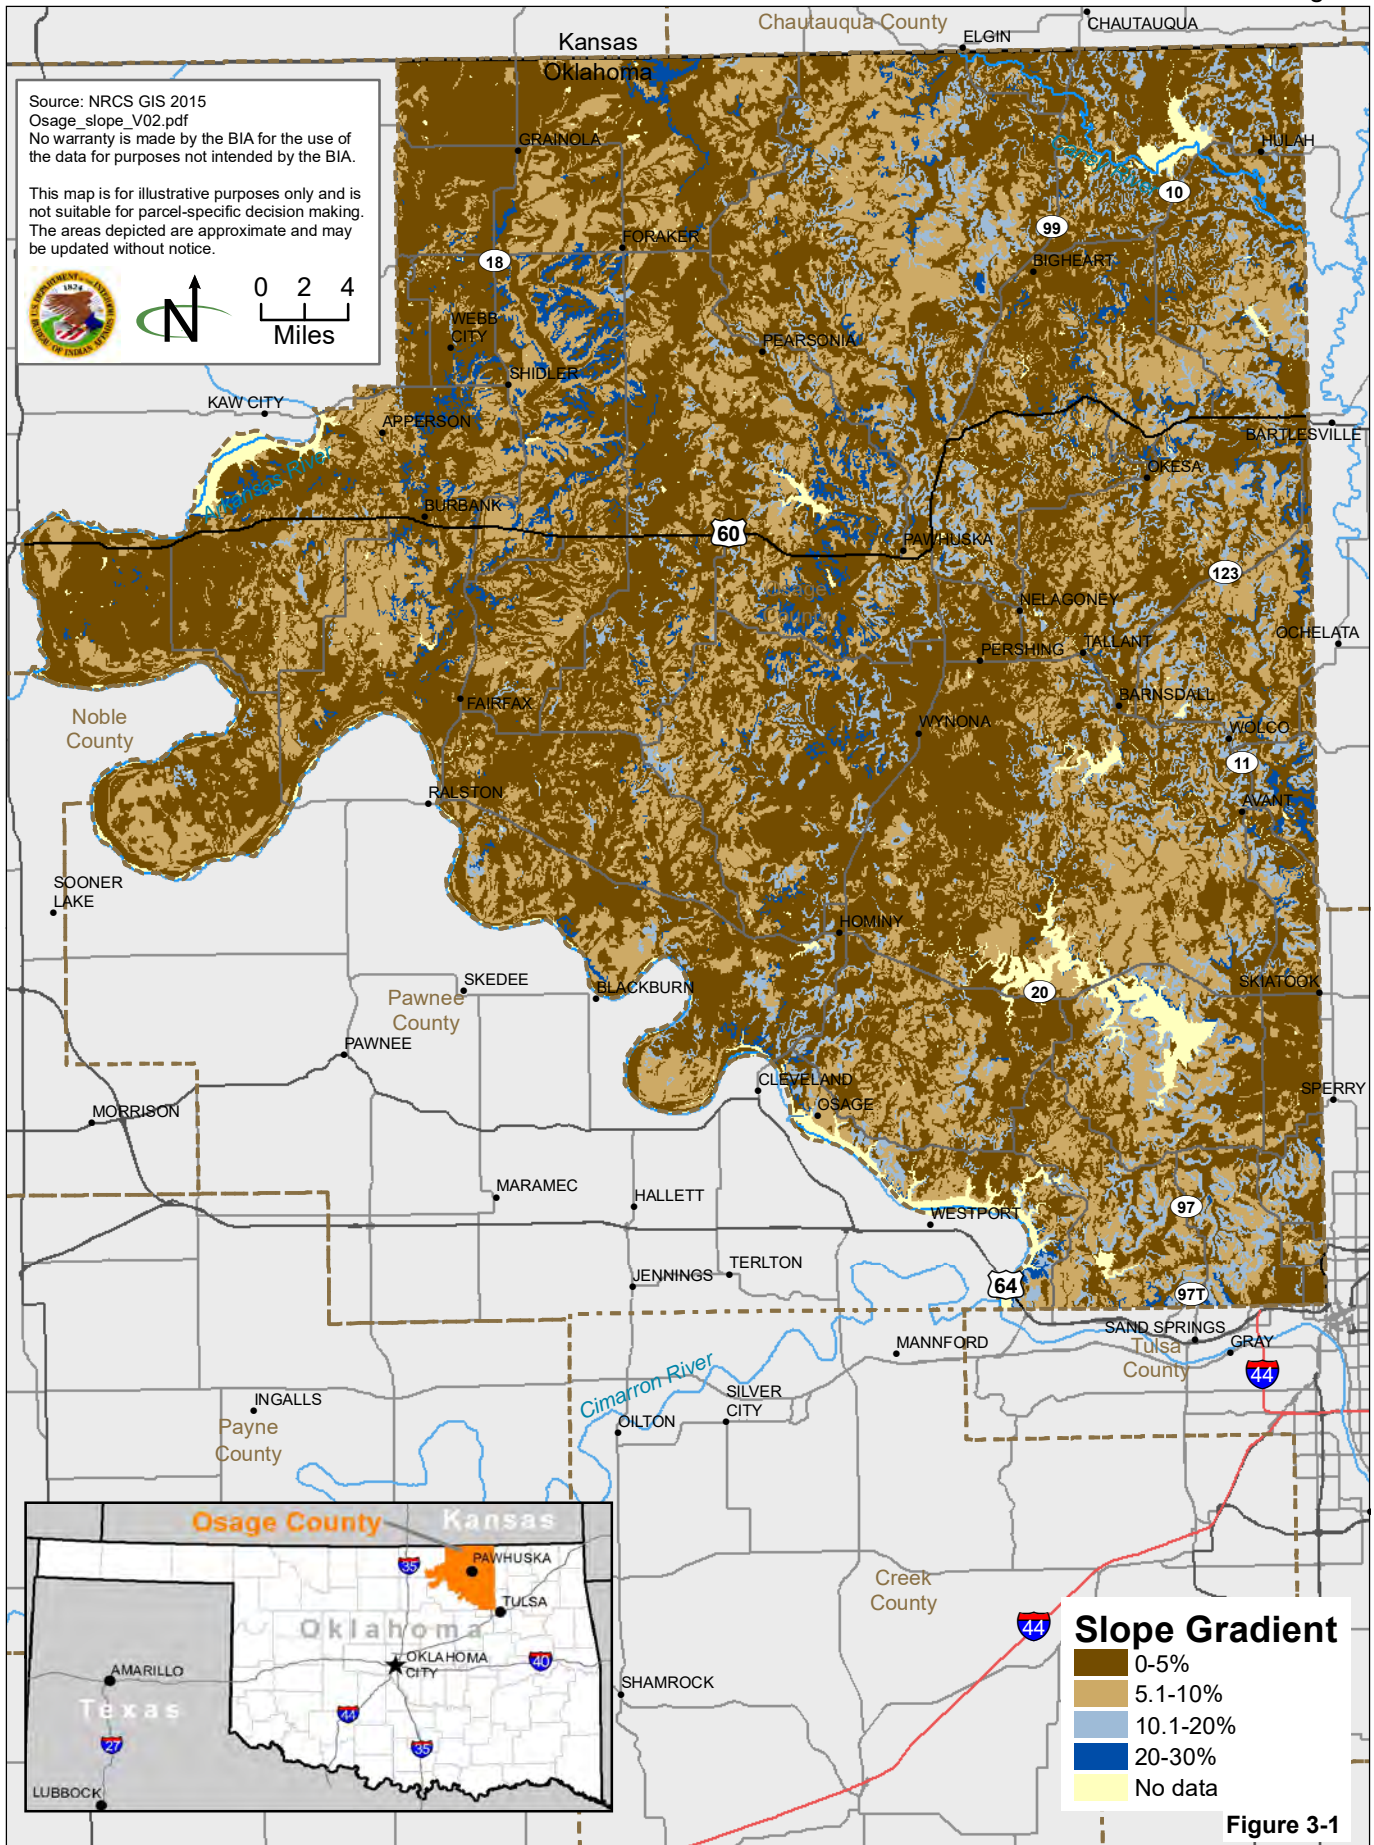 Chautauqua County
CHAUTAUQUA
ELGIN
Kansas
Oklahoma
Source: NRCS GIS 2015
Osage_slope_V02.pdf
No warranty is made by the BIA for the use of
the data for purposes not intended by the BIA.
This map is for illustrative purposes only and is
not suitable for parcel-specific decision making.
The areas depicted are approximate and may
be updated without notice.
N
0 2 4
Miles
GRAINOLA
HULAH
10
99
FORAKER
18
BIGHEART
WEBB
CITY
PEARSONIA
SHIDLER
KAW CITY
APPERSON
BARTLESVILLE
OKESA
Arkansas River
BURBANK
60
PAWHUSKA
123
Osage
County
NELAGONEY
OCHELATA
PERSHING
TALLANT
BARNSDALL
FAIRFAX
Noble
County
WYNONA
WOLCO
11
RALSTON
AVANT
SOONER
LAKE
HOMINY
SKEDEE
BLACKBURN
Pawnee
County
20
SKIATOOK
PAWNEE
CLEVELAND
OSAGE
SPERRY
MORRISON
MARAMEC
HALLETT
97
WESTPORT
TERLTON
JENNINGS
64
97T
SAND SPRINGS
MANNFORD
Tulsa
County
GRAY
44
Cimarron River
SILVER
CITY
INGALLS
OILTON
Payne
County
Osage County
Kansas
35
PAWHUSKA
TULSA
Oklahoma
OKLAHOMA
CITY
40
AMARILLO
Texas
44
27
35
LUBBOCK
Creek
County
44
SHAMROCK
Slope Gradient
0-5%
5.1-10%
10.1-20%
20-30%
No data
Figure 3-1